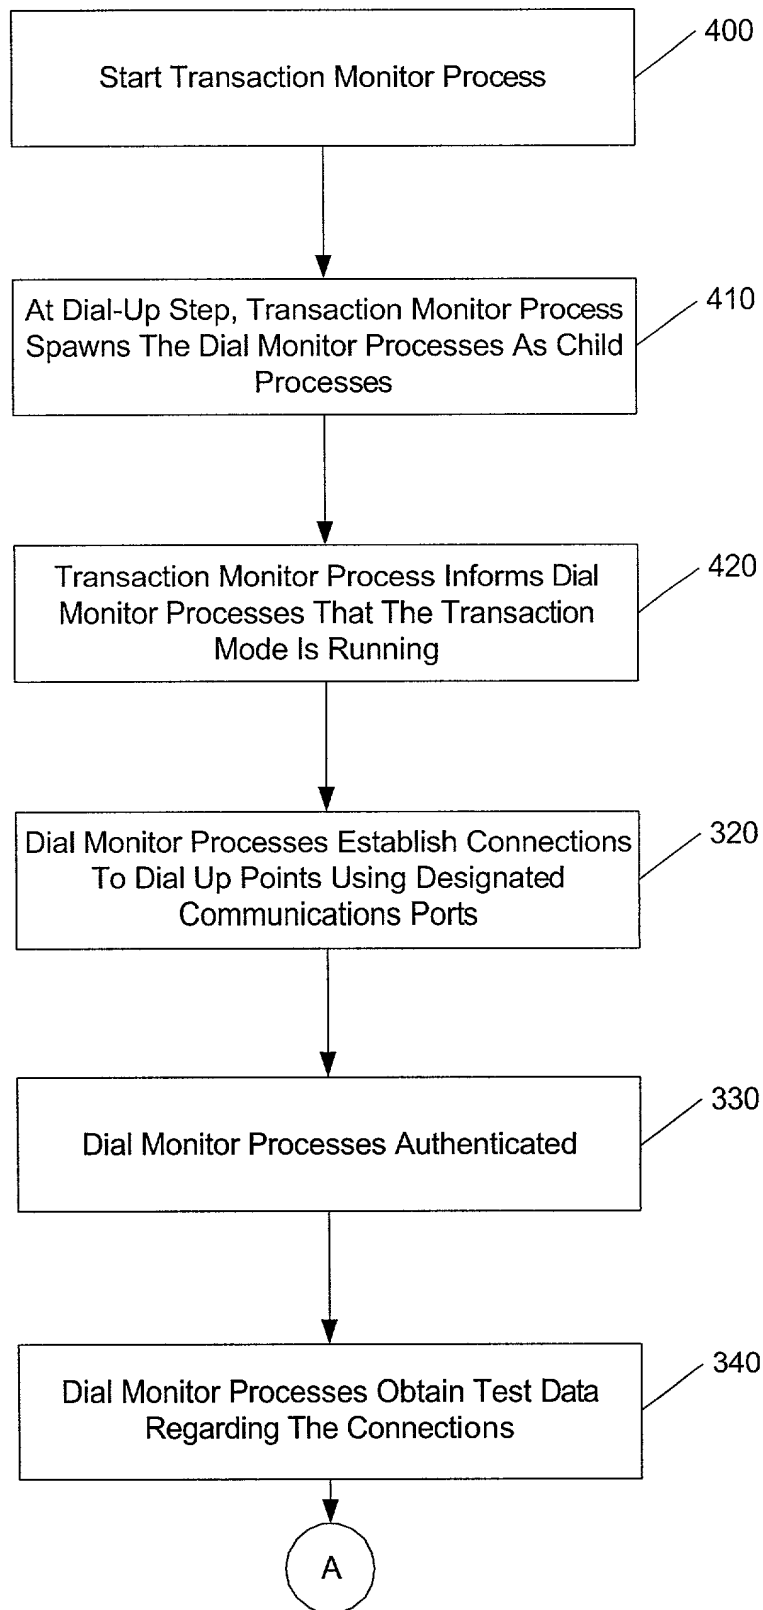 400
Start Transaction Monitor Process
410
At Dial-Up Step, Transaction Monitor Process
Spawns The Dial Monitor Processes As Child
Processes
420
Transaction Monitor Process Informs Dial
Monitor Processes That The Transaction
Mode Is Running
320
Dial Monitor Processes Establish Connections
To Dial Up Points Using Designated
Communications Ports
330
Dial Monitor Processes Authenticated
340
Dial Monitor Processes Obtain Test Data
Regarding The Connections
A